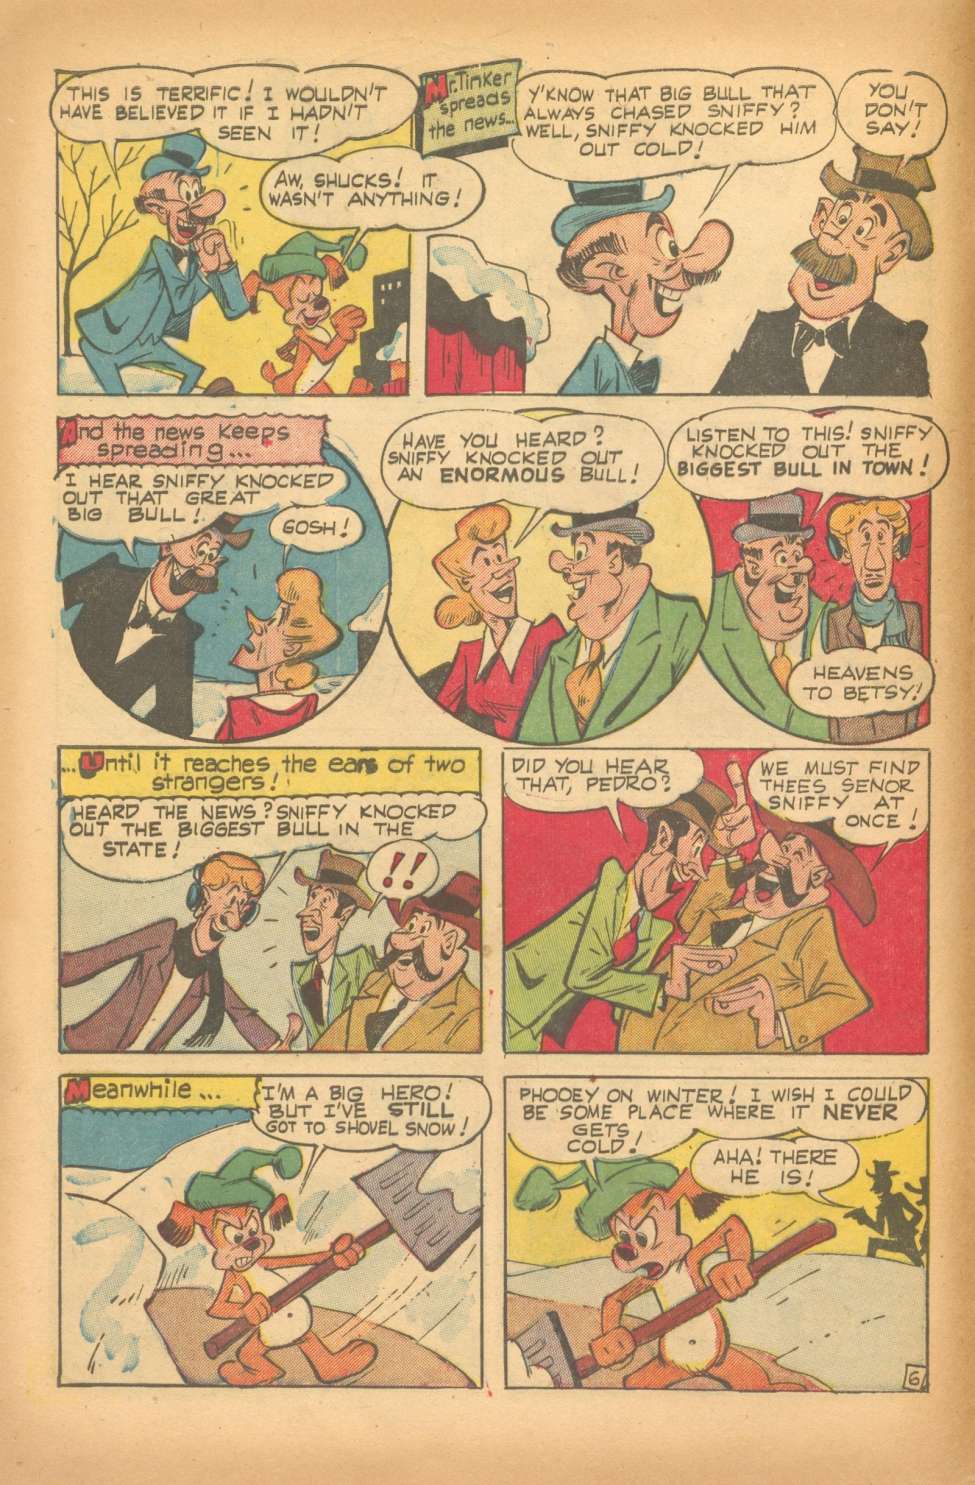 THIS IS TERRIFIC! I WOULDN'T
HAVE BELIEVED IT IF I HADN'T
SEEN IT!
AW, SHUCKS! IT
WASN'T ANYTHING!
Mr. Tinker
spreads
the news...
Y'KNOW THAT BIG BULL THAT
ALWAYS CHASED SNIFFY?
WELL, SNIFFY KNOCKED HIM
OUT COLD!
YOU
DON'T
SAY!
And the news keeps
spreading...
I HEAR SNIFFY KNOCKED
OUT THAT GREAT
BIG BULL!
GOSH!
HAVE YOU HEARD?
SNIFFY KNOCKED OUT
AN ENORMOUS BULL!
LISTEN TO THIS! SNIFFY
KNOCKED OUT THE
BIGGEST BULL IN TOWN!
HEAVENS
TO BETSY!
...Until it reaches the ears of two
strangers!
HEARD THE NEWS? SNIFFY KNOCKED
OUT THE BIGGEST BULL IN THE
STATE!
!!
DID YOU HEAR
THAT, PEDRO?
WE MUST FIND
THEES SENOR
SNIFFY AT
ONCE!
Meanwhile...
I'M A BIG HERO!
BUT I'VE STILL
GOT TO SHOVEL SNOW!
PHOOEY ON WINTER! I WISH I COULD
BE SOME PLACE WHERE IT NEVER
GETS
COLD!
AHA! THERE
HE IS!
6